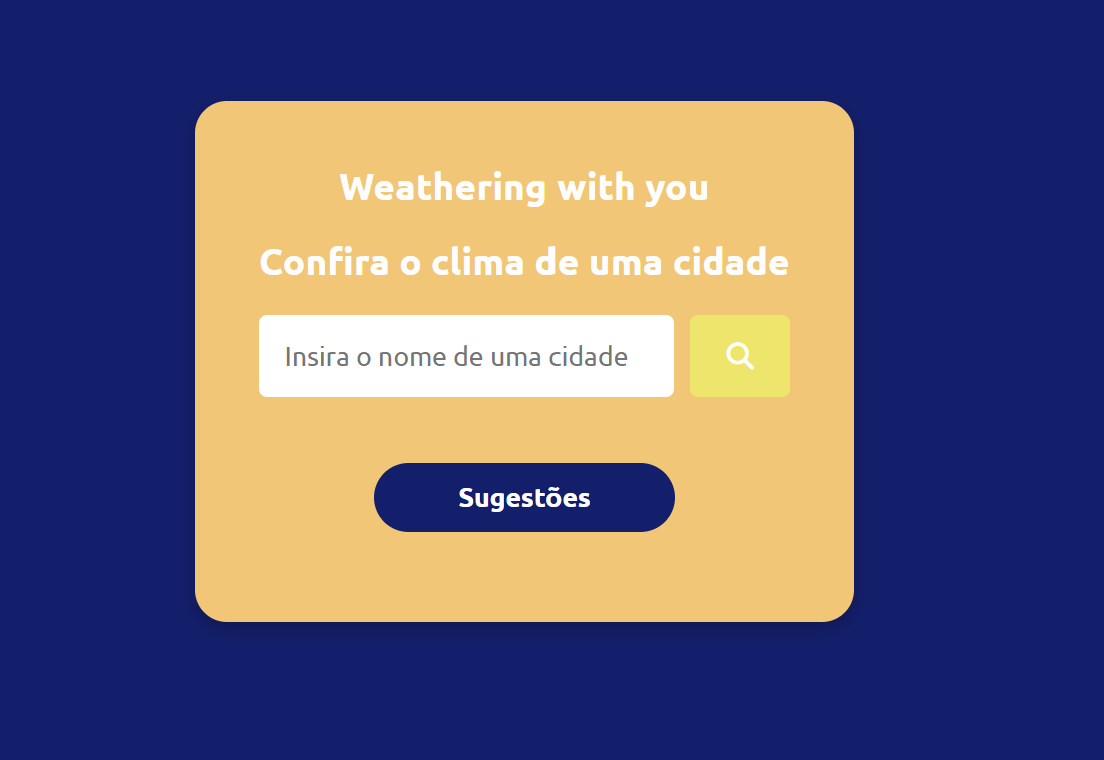 Weathering with you
Confira o clima de uma cidade
Insira o nome de uma cidade
Sugestões